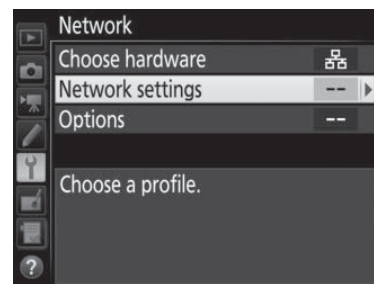 Network
Choose hardware
Network settings --
Options --
Choose a profile.
?